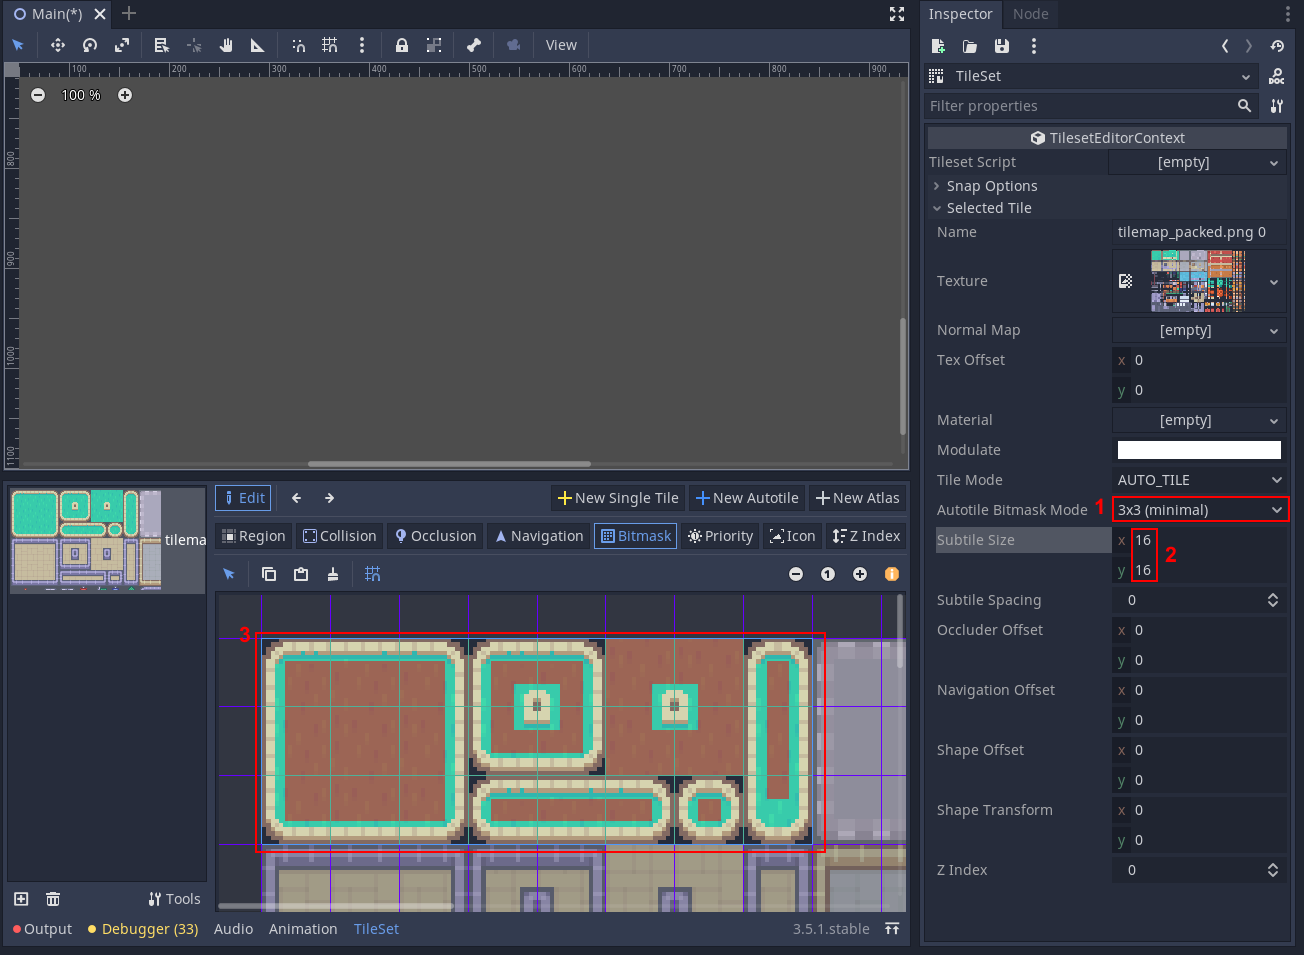 Main(*)
View
100 200 300 400 500 600 700 800 900
100 %
800
900
1000
1100
Edit
New Single Tile
New Autotile
New Atlas
tilema
Region
Collision
Occlusion
Navigation
Bitmask
Priority
Icon
Z Index
1
3
Tools
Output
Debugger (33)
Audio
Animation
TileSet
3.5.1.stable
Inspector
Node
TileSet
DOC
Filter properties
TilesetEditorContext
Tileset Script [empty]
Snap Options
Selected Tile
Name tilemap_packed.png 0
Texture
Normal Map [empty]
Tex Offset x 0
y 0
Material [empty]
Modulate
Tile Mode AUTO_TILE
Autotile Bitmask Mode 1 3x3 (minimal)
Subtile Size x 16
2
y 16
Subtile Spacing 0
Occluder Offset x 0
y 0
Navigation Offset x 0
y 0
Shape Offset x 0
y 0
Shape Transform x 0
y 0
Z Index 0